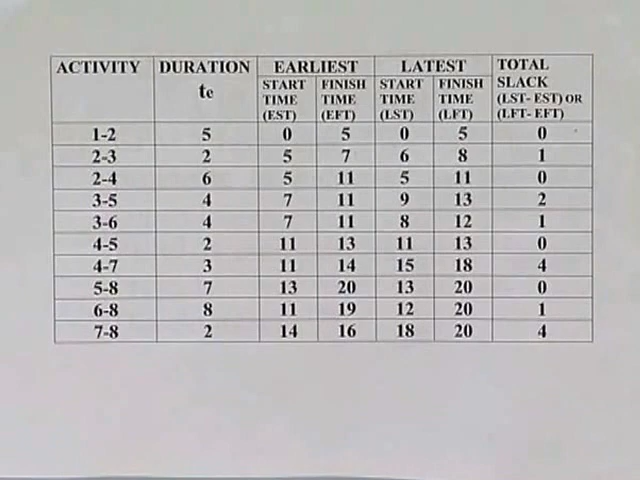 ACTIVITY DURATION EARLIEST LATEST TOTAL
te START FINISH START FINISH SLACK
TIME TIME TIME TIME (LST- EST) OR
(EST) (EFT) (LST) (LFT) (LFT- EFT)
1-2 5 0 5 0 5 0
2-3 2 5 7 6 8 1
2-4 6 5 11 5 11 0
3-5 4 7 11 9 13 2
3-6 4 7 11 8 12 1
4-5 2 11 13 11 13 0
4-7 3 11 14 15 18 4
5-8 7 13 20 13 20 0
6-8 8 11 19 12 20 1
7-8 2 14 16 18 20 4